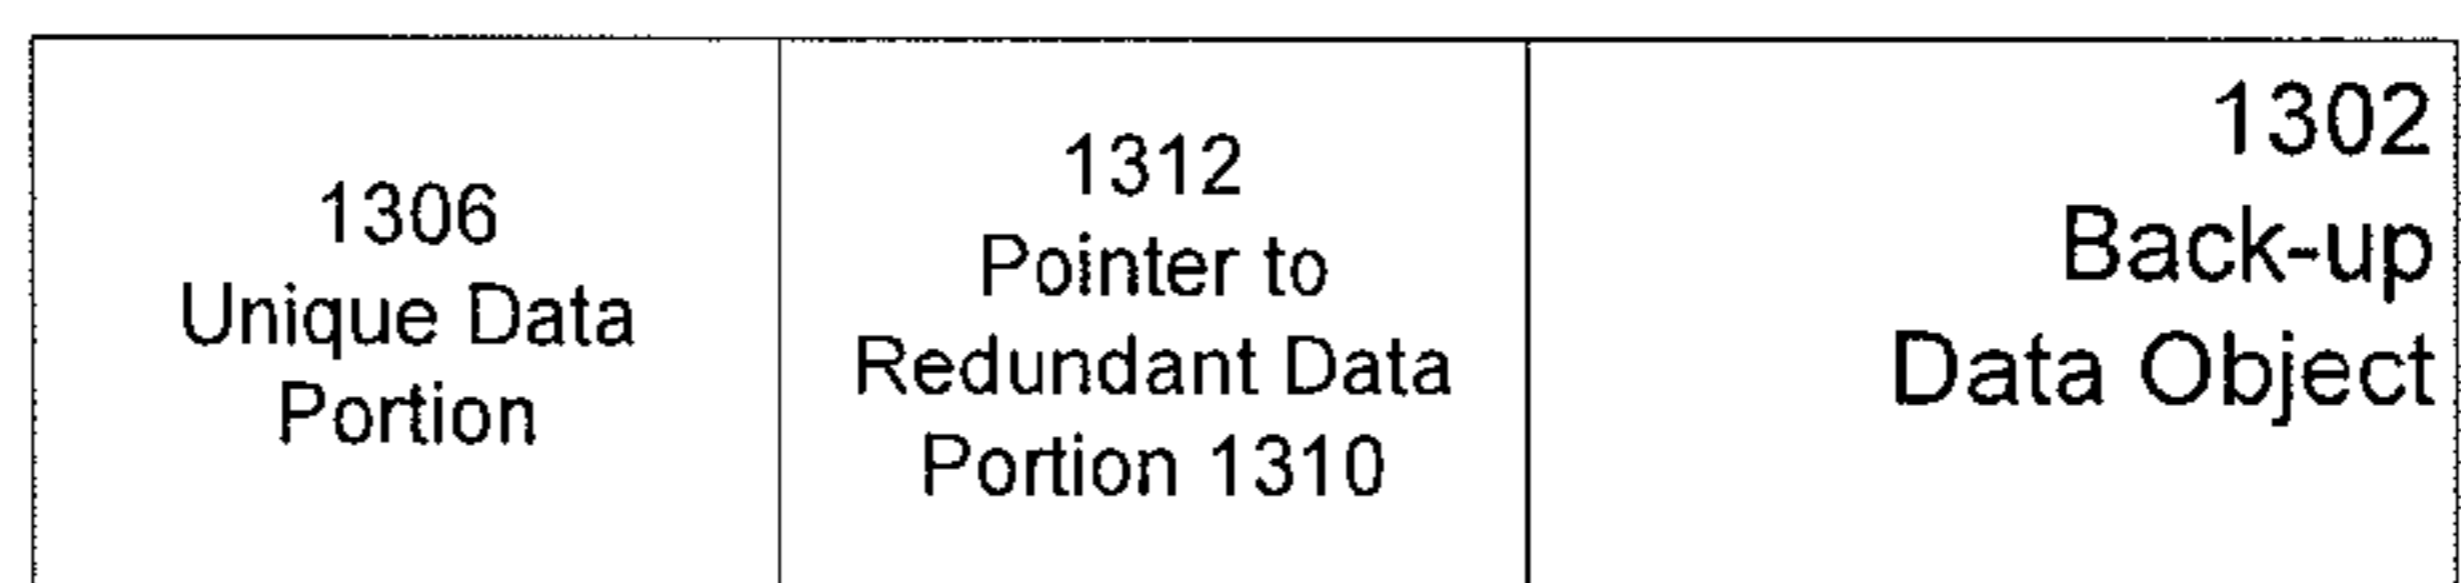 1306
Unique Data
Portion
1312
Pointer to
Redundant Data
Portion 1310
1302
Back-up
Data Object